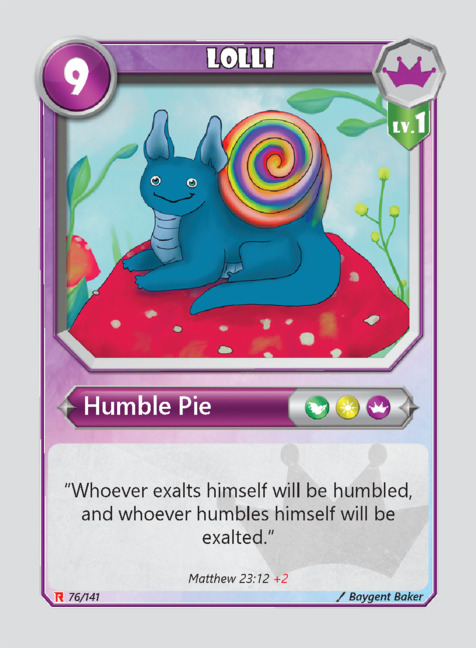 LOLLI
9
LV.1
Humble Pie
"Whoever exalts himself will be humbled,
and whoever humbles himself will be
exalted."
Matthew 23:12 +2
R 76/141
Baygent Baker